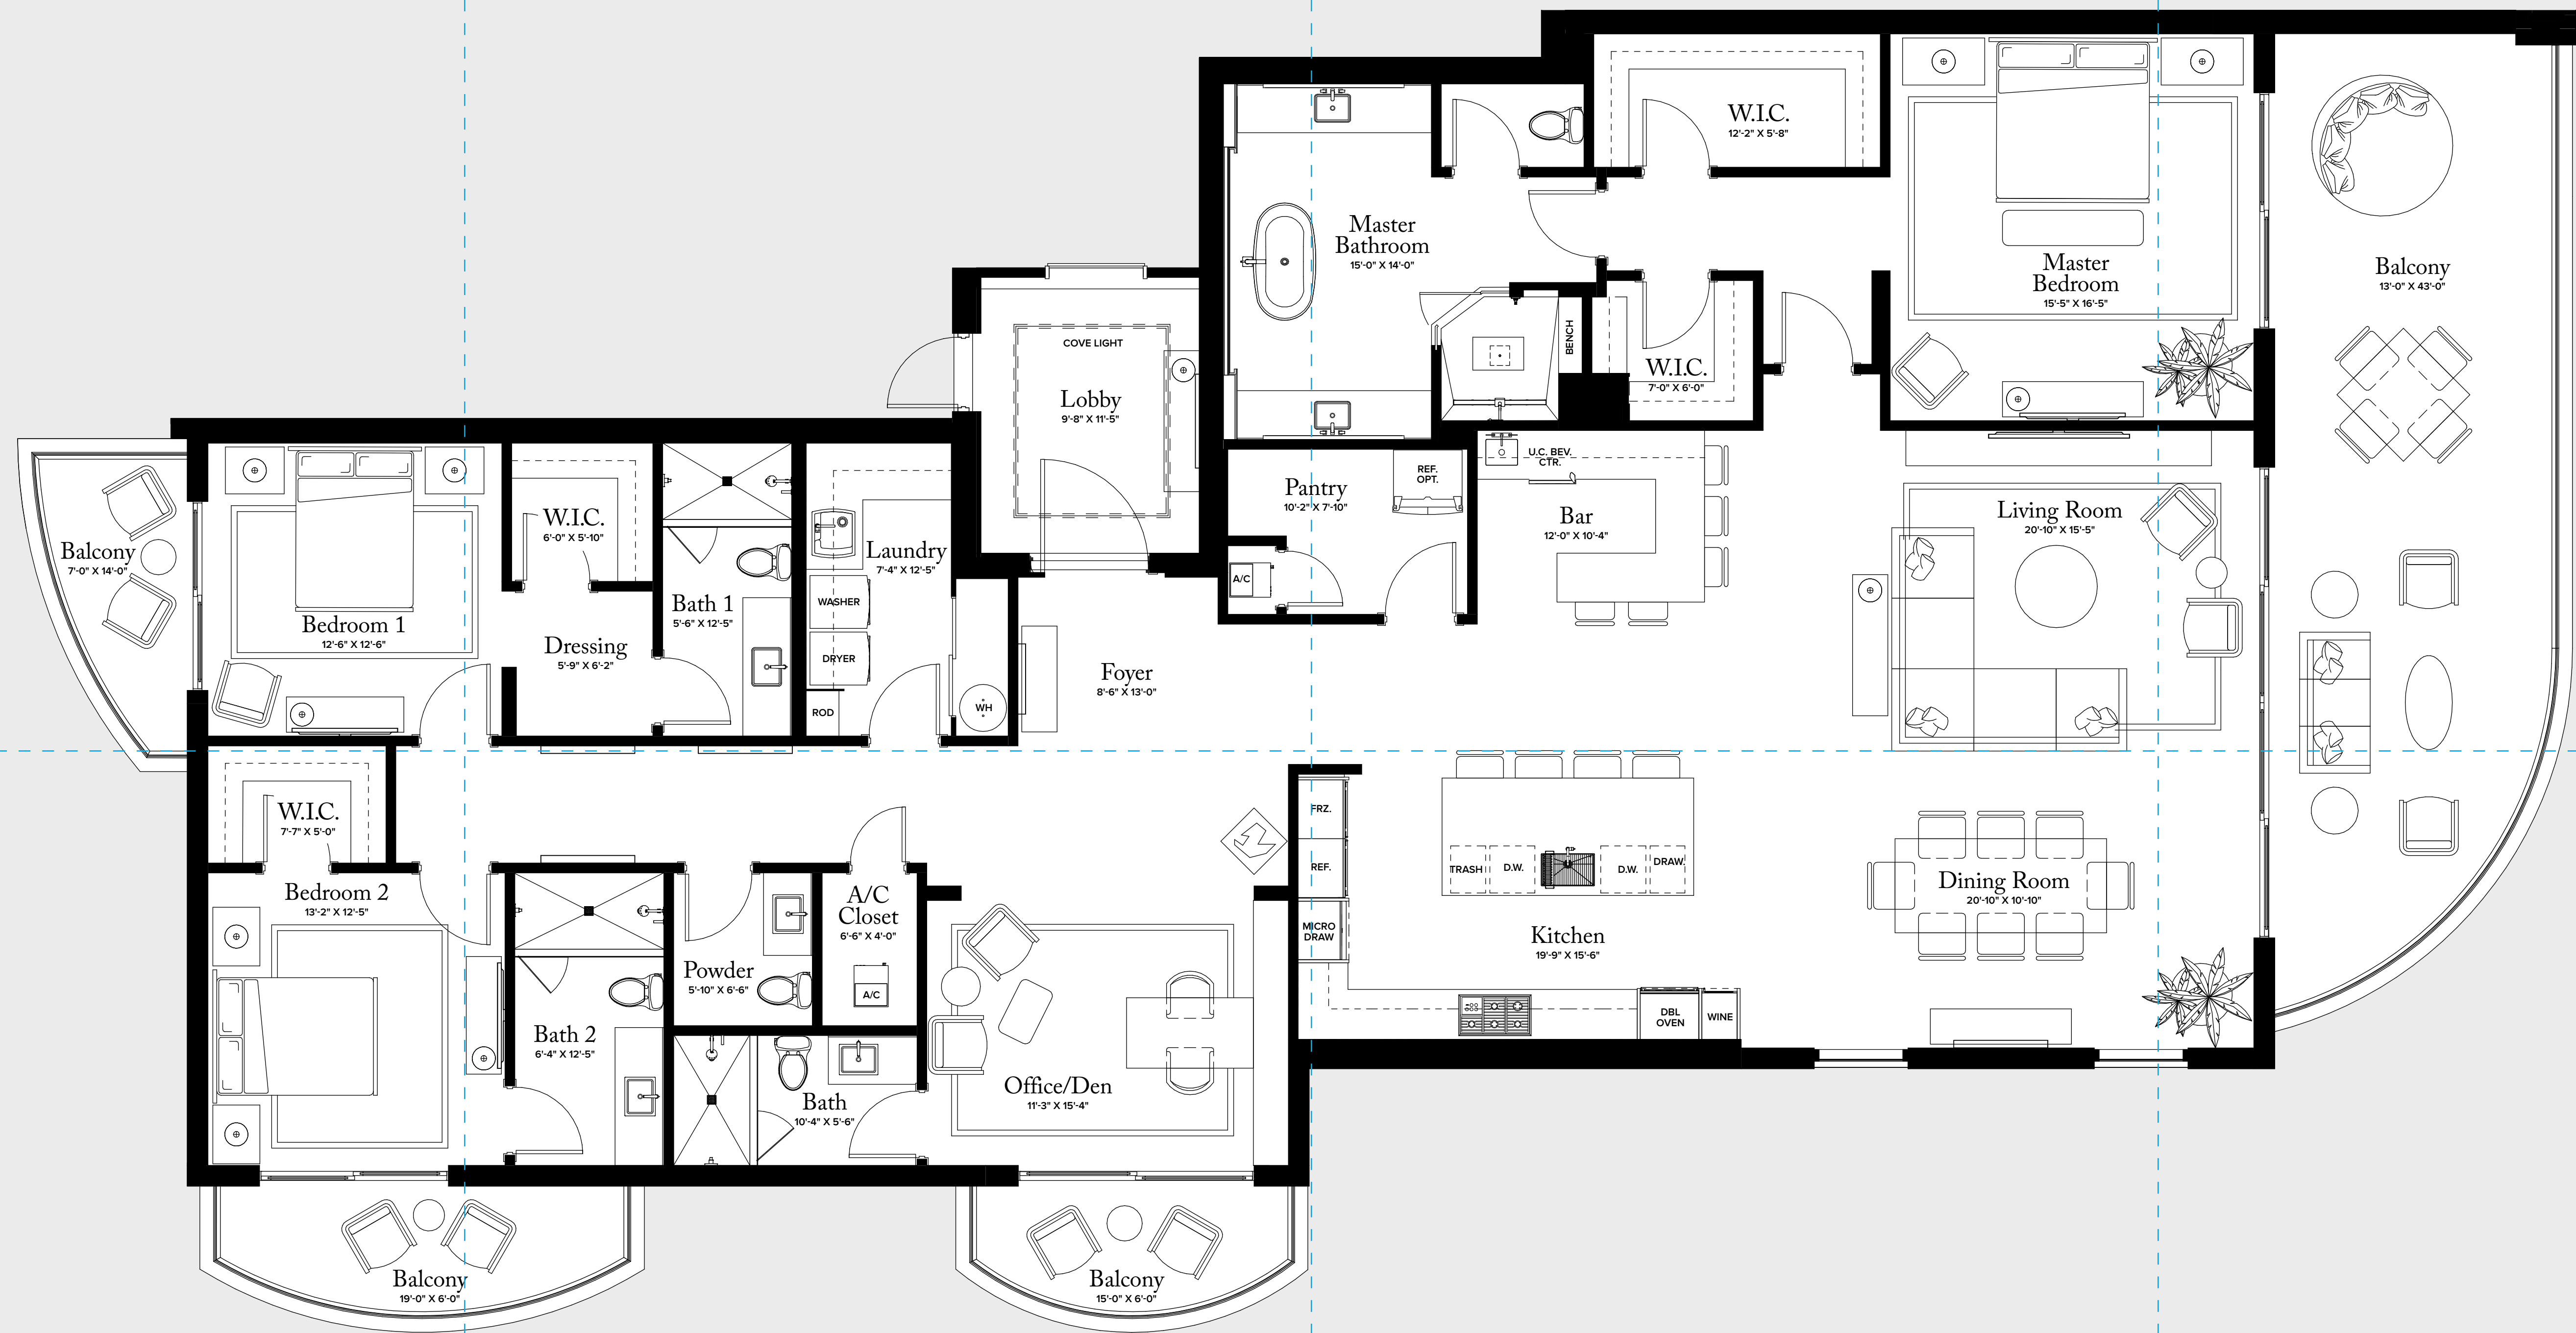 W.I.C.
12'-2" X 5'-8"
Master
Bathroom
15'-0" X 14'-0"
Master
Bedroom
15'-5" X 16'-5"
Balcony
13'-0" X 43'-0"
COVE LIGHT
Lobby
9'-8" X 11'-5"
BENCH
W.I.C.
7'-0" X 6'-0"
U.C. BEV.
CTR.
REF.
OPT.
Pantry
10'-2" X 7'-10"
A/C
Bar
12'-0" X 10'-4"
Living Room
20'-10" X 15'-5"
Balcony
7'-0" X 14'-0"
Bedroom 1
12'-6" X 12'-6"
W.I.C.
6'-0" X 5'-10"
Dressing
5'-9" X 6'-2"
Bath 1
5'-6" X 12'-5"
Laundry
7'-4" X 12'-5"
WASHER
DRYER
ROD
WH
Foyer
8'-6" X 13'-0"
W.I.C.
7'-7" X 5'-0"
Bedroom 2
13'-2" X 12'-5"
Bath 2
6'-4" X 12'-5"
Powder
5'-10" X 6'-6"
A/C
Closet
6'-6" X 4'-0"
A/C
Bath
10'-4" X 5'-6"
Office/Den
11'-3" X 15'-4"
FRZ.
REF.
MICRO
DRAW
TRASH
D.W.
D.W.
DRAW.
Kitchen
19'-9" X 15'-6"
DBL
OVEN
WINE
Dining Room
20'-10" X 10'-10"
Balcony
19'-0" X 6'-0"
Balcony
15'-0" X 6'-0"